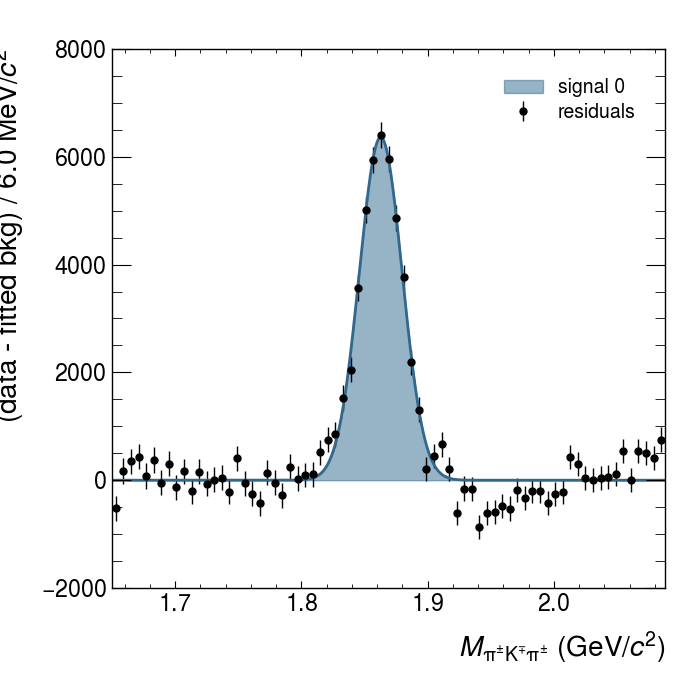 (data - fitted bkg) / 6.0 MeV/c²
8000
6000
4000
2000
0
−2000
1.7 1.8 1.9 2.0
signal 0
residuals
M_{π^{±}K^{∓}π^{±}} (GeV/c²)